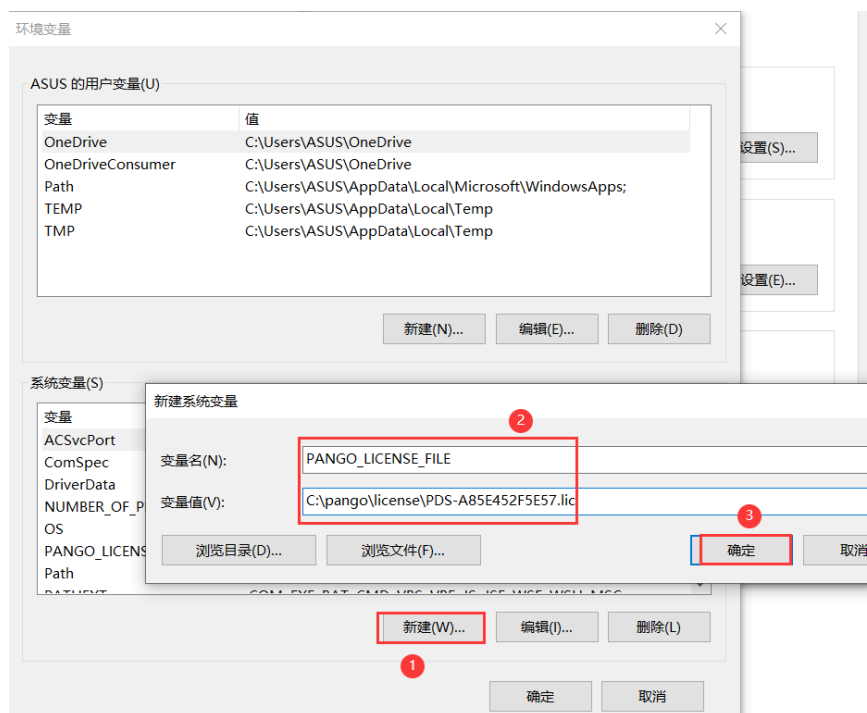 环境变量
ASUS 的用户变量(U)
变量 值
OneDrive C:\Users\ASUS\OneDrive
OneDriveConsumer C:\Users\ASUS\OneDrive
Path C:\Users\ASUS\AppData\Local\Microsoft\WindowsApps;
TEMP C:\Users\ASUS\AppData\Local\Temp
TMP C:\Users\ASUS\AppData\Local\Temp
设置(S)...
设置(E)...
新建(N)... 编辑(E)... 删除(D)
系统变量(S)
变量
ACSvcPort
ComSpec
DriverData
NUMBER_OF_P
OS
PANGO_LICENS
Path
新建系统变量
2
变量名(N): PANGO_LICENSE_FILE
变量值(V): C:\pango\license\PDS-A85E452F5E57.lic
3
浏览目录(D)... 浏览文件(F)... 确定 取消
新建(W)... 编辑(I)... 删除(L)
1
确定 取消